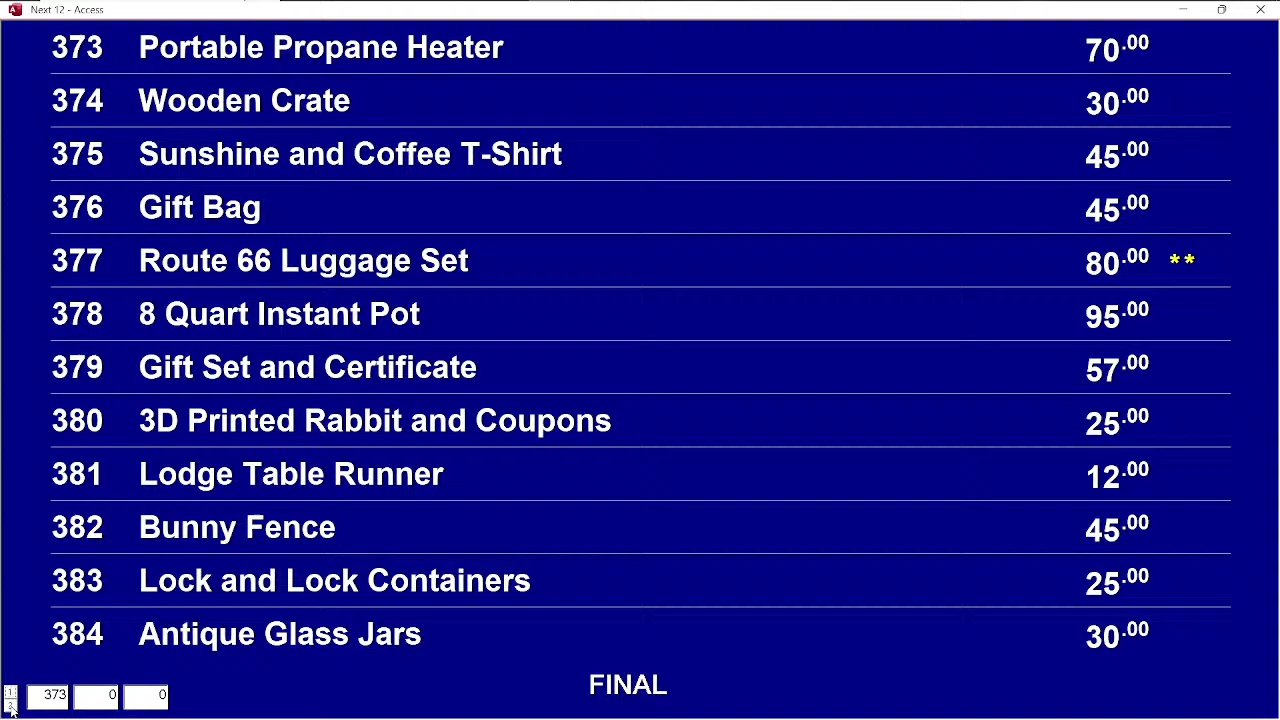 Next 12 - Access
373 Portable Propane Heater 70.00
374 Wooden Crate 30.00
375 Sunshine and Coffee T-Shirt 45.00
376 Gift Bag 45.00
377 Route 66 Luggage Set 80.00 **
378 8 Quart Instant Pot 95.00
379 Gift Set and Certificate 57.00
380 3D Printed Rabbit and Coupons 25.00
381 Lodge Table Runner 12.00
382 Bunny Fence 45.00
383 Lock and Lock Containers 25.00
384 Antique Glass Jars 30.00
FINAL
1
2
373 0 0